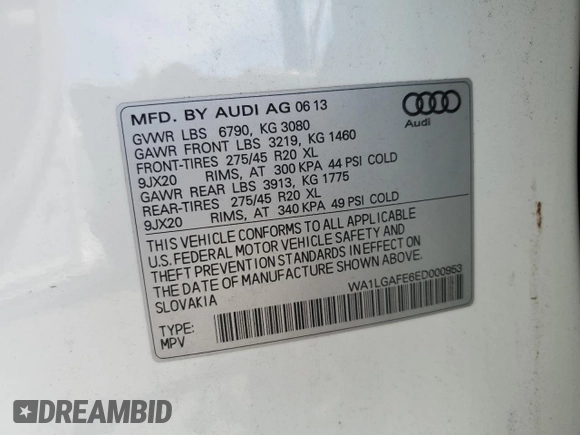 MFD. BY AUDI AG 06 13
GVWR LBS 6790, KG 3080
GAWR FRONT LBS 3219, KG 1460
FRONT-TIRES 275/45 R20 XL
9JX20 RIMS, AT 300 KPA 44 PSI COLD
GAWR REAR LBS 3913, KG 1775
REAR-TIRES 275/45 R20 XL
9JX20 RIMS, AT 340 KPA 49 PSI COLD
Audi
THIS VEHICLE CONFORMS TO ALL APPLICABLE
U.S. FEDERAL MOTOR VEHICLE SAFETY AND
THEFT PREVENTION STANDARDS IN EFFECT ON
THE DATE OF MANUFACTURE SHOWN ABOVE.
SLOVAKIA
WA1LGAFE6ED000953
TYPE:
MPV
DREAMBID